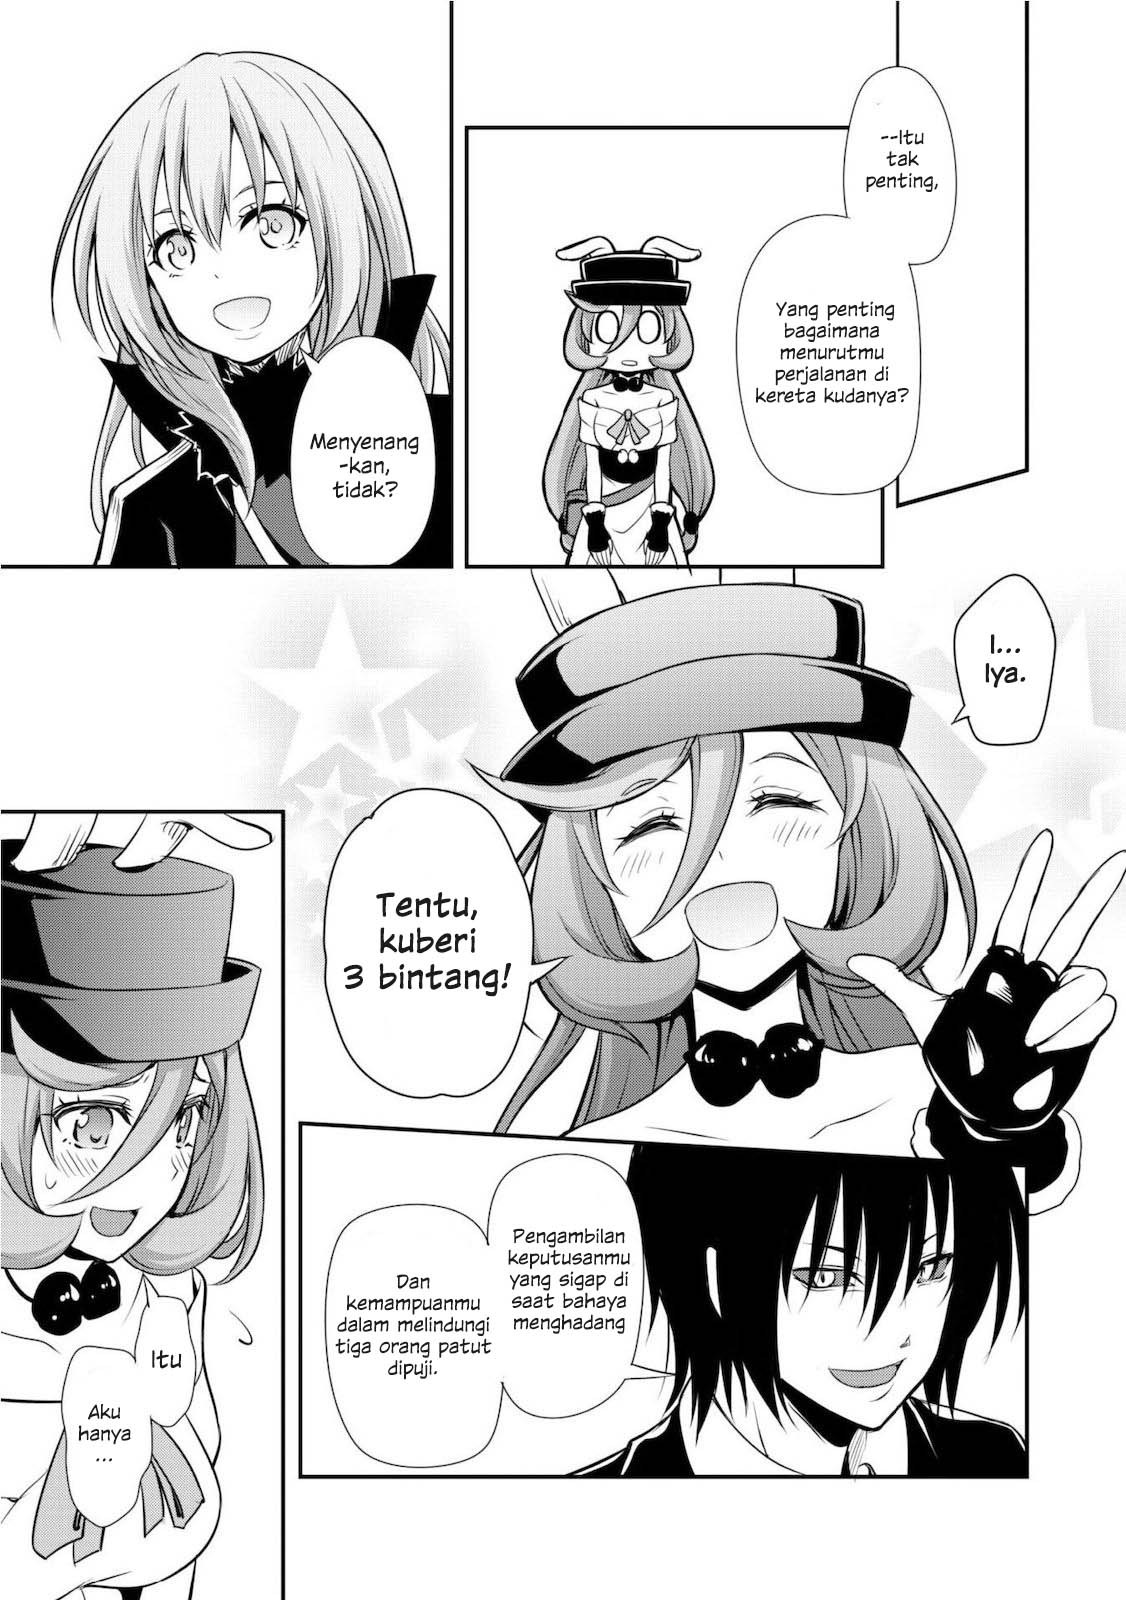 --Itu
tak
penting,
Yang penting
bagaimana
menurutmu
perjalanan di
kereta kudanya?
Menyenang
-kan,
tidak?
I...
Iya.
Tentu,
kuberi
3 bintang!
Pengambilan
keputusanmu
yang sigap di
saat bahaya
menghadang
Dan
kemampuanmu
dalam melindungi
tiga orang patut
dipuji.
Itu
Aku
hanya
...